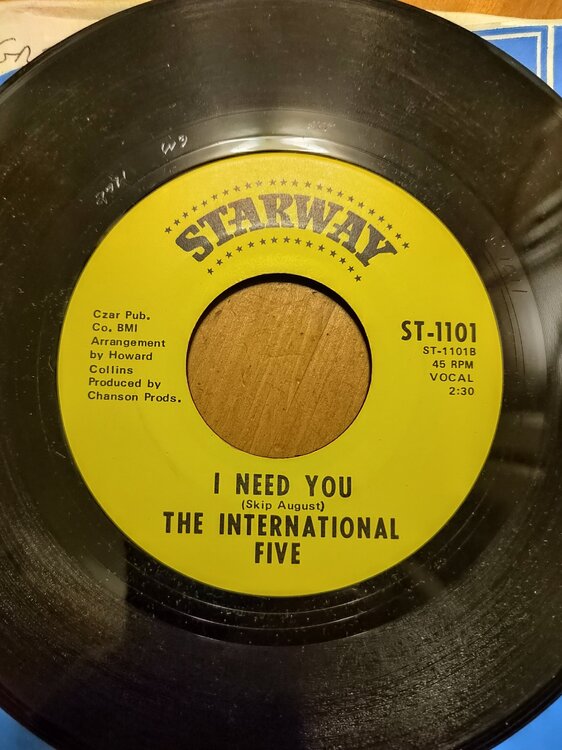 STARWAY
Czar Pub.
Co. BMI
Arrangement
by Howard
Collins
Produced by
Chanson Prods.
ST-1101
ST-1101B
45 RPM
VOCAL
2:30
I NEED YOU
(Skip August)
THE INTERNATIONAL
FIVE